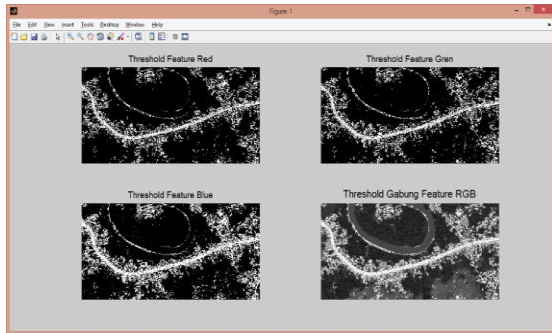 Figure 1
File Edit View Insert Tools Desktop Window Help
Threshold Feature Red
Threshold Feature Gren
Threshold Feature Blue
Threshold Gabung Feature RGB